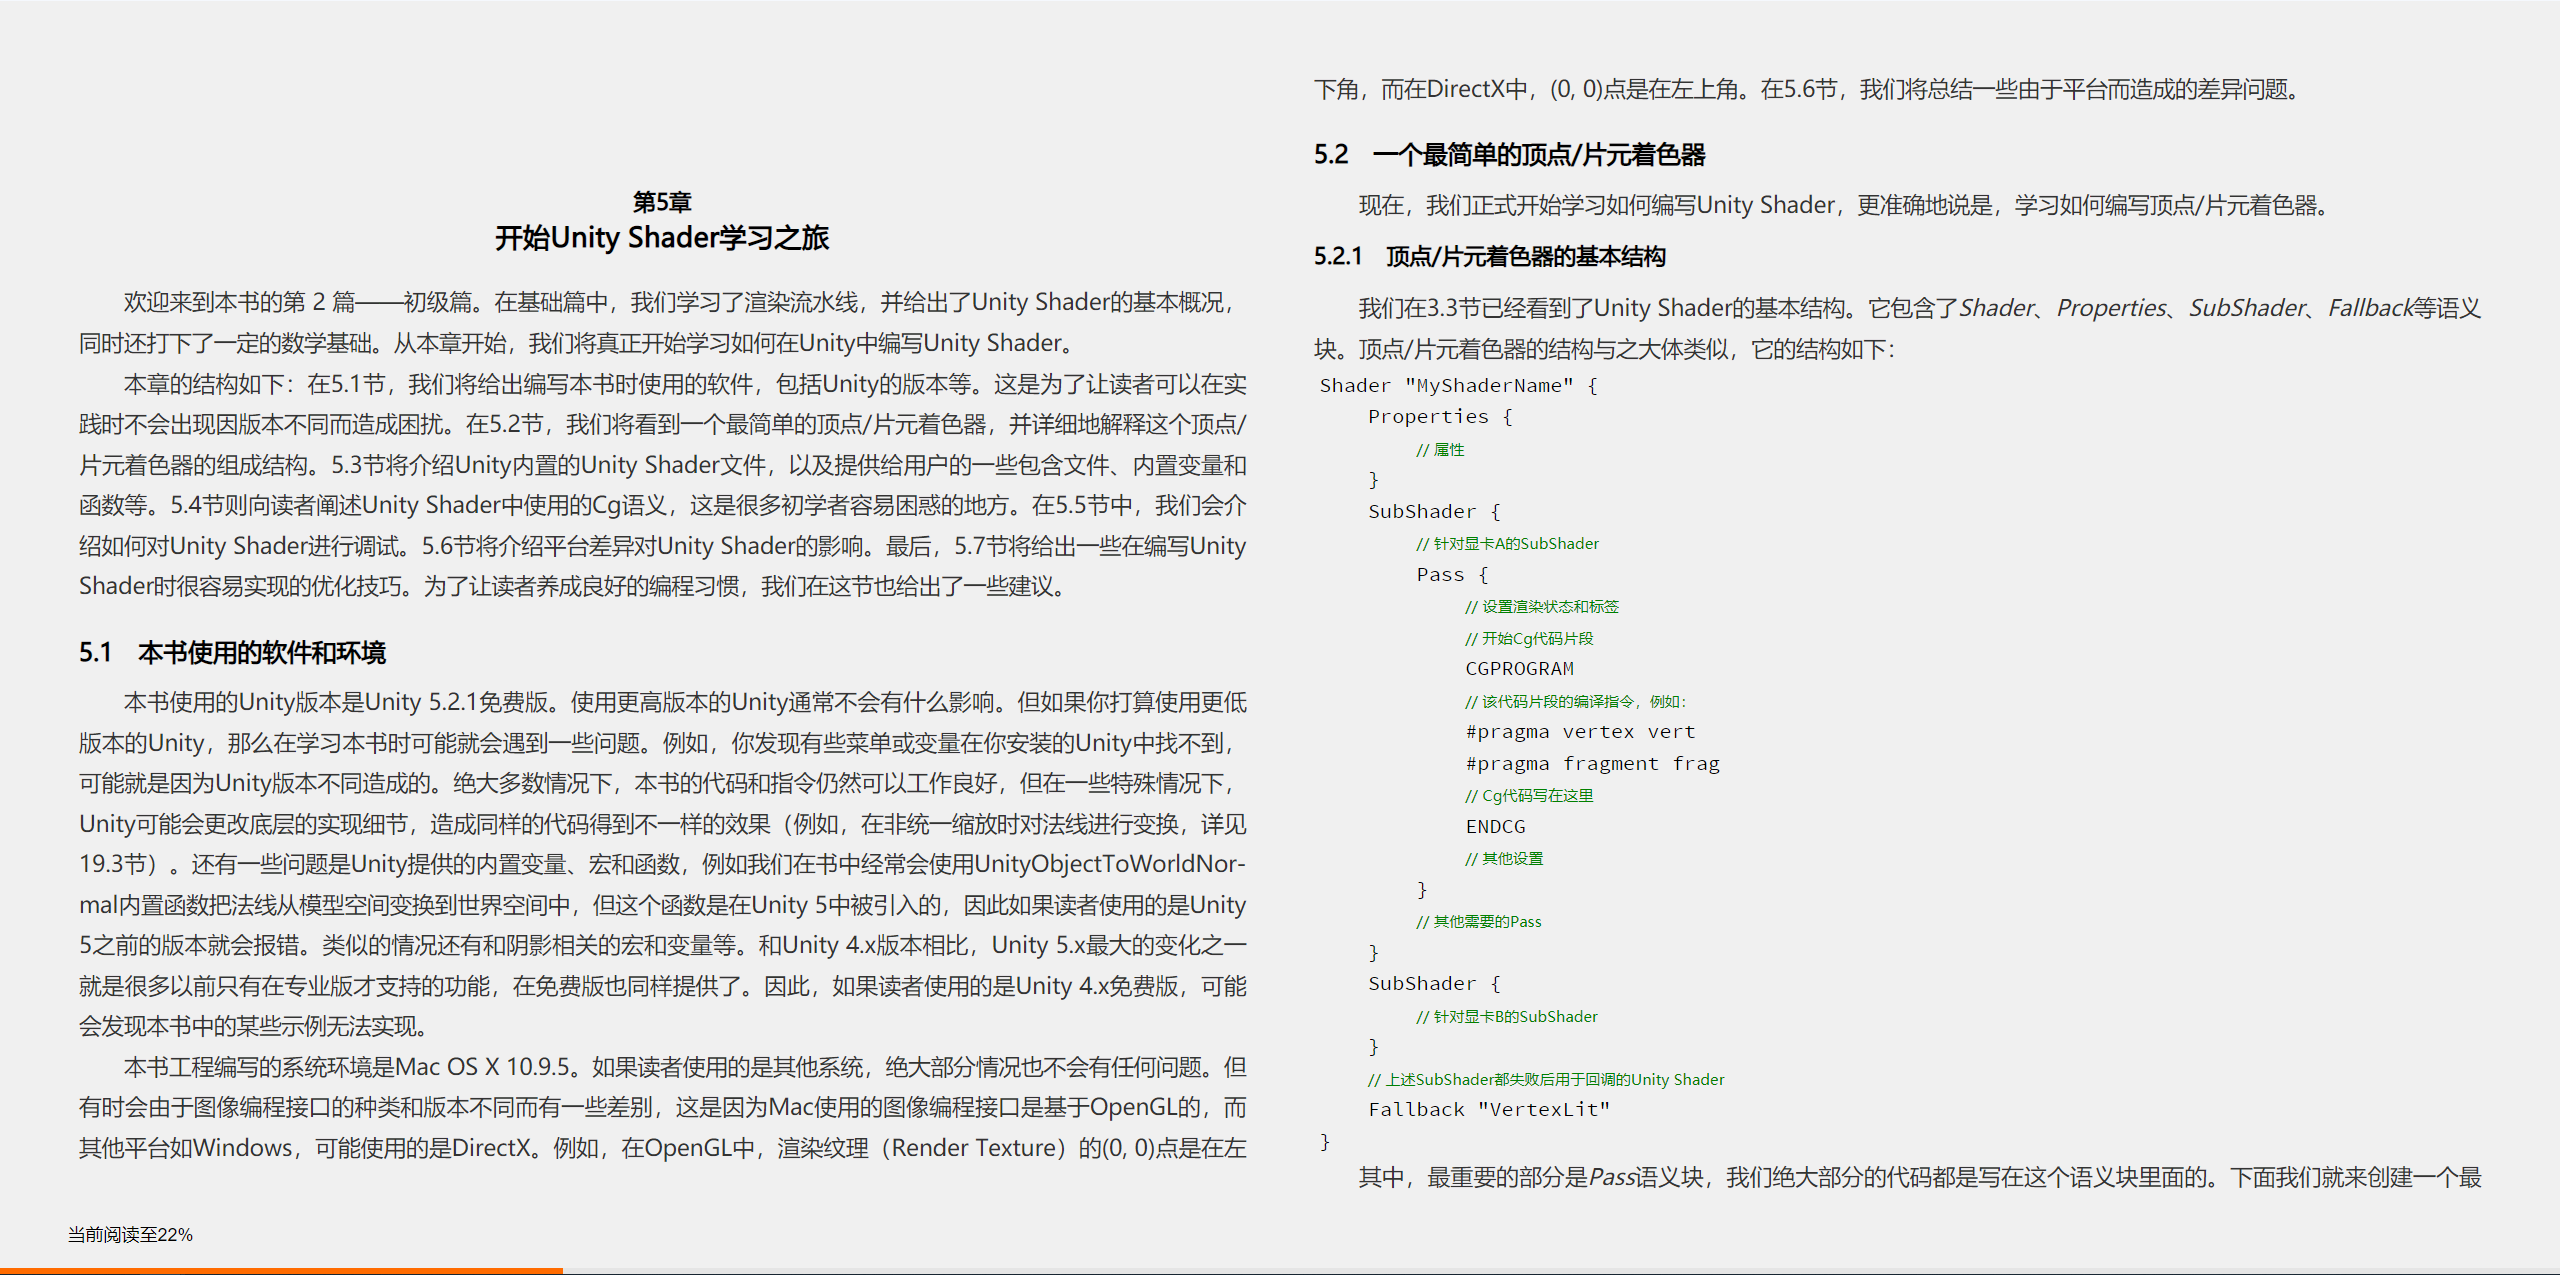 第5章
开始Unity Shader学习之旅
欢迎来到本书的第 2 篇——初级篇。在基础篇中，我们学习了渲染流水线，并给出了Unity Shader的基本概况，
同时还打下了一定的数学基础。从本章开始，我们将真正开始学习如何在Unity中编写Unity Shader。
本章的结构如下：在5.1节，我们将给出编写本书时使用的软件，包括Unity的版本等。这是为了让读者可以在实
践时不会出现因版本不同而造成困扰。在5.2节，我们将看到一个最简单的顶点/片元着色器，并详细地解释这个顶点/
片元着色器的组成结构。5.3节将介绍Unity内置的Unity Shader文件，以及提供给用户的一些包含文件、内置变量和
函数等。5.4节则向读者阐述Unity Shader中使用的Cg语义，这是很多初学者容易困惑的地方。在5.5节中，我们会介
绍如何对Unity Shader进行调试。5.6节将介绍平台差异对Unity Shader的影响。最后，5.7节将给出一些在编写Unity
Shader时很容易实现的优化技巧。为了让读者养成良好的编程习惯，我们在这节也给出了一些建议。
5.1 本书使用的软件和环境
本书使用的Unity版本是Unity 5.2.1免费版。使用更高版本的Unity通常不会有什么影响。但如果你打算使用更低
版本的Unity，那么在学习本书时可能就会遇到一些问题。例如，你发现有些菜单或变量在你安装的Unity中找不到，
可能就是因为Unity版本不同造成的。绝大多数情况下，本书的代码和指令仍然可以工作良好，但在一些特殊情况下，
Unity可能会更改底层的实现细节，造成同样的代码得到不一样的效果（例如，在非统一缩放时对法线进行变换，详见
19.3节）。还有一些问题是Unity提供的内置变量、宏和函数，例如我们在书中经常会使用UnityObjectToWorldNor-
mal内置函数把法线从模型空间变换到世界空间中，但这个函数是在Unity 5中被引入的，因此如果读者使用的是Unity
5之前的版本就会报错。类似的情况还有和阴影相关的宏和变量等。和Unity 4.x版本相比，Unity 5.x最大的变化之一
就是很多以前只有在专业版才支持的功能，在免费版也同样提供了。因此，如果读者使用的是Unity 4.x免费版，可能
会发现本书中的某些示例无法实现。
本书工程编写的系统环境是Mac OS X 10.9.5。如果读者使用的是其他系统，绝大部分情况也不会有任何问题。但
有时会由于图像编程接口的种类和版本不同而有一些差别，这是因为Mac使用的图像编程接口是基于OpenGL的，而
其他平台如Windows，可能使用的是DirectX。例如，在OpenGL中，渲染纹理（Render Texture）的(0, 0)点是在左
下角，而在DirectX中，(0, 0)点是在左上角。在5.6节，我们将总结一些由于平台而造成的差异问题。
5.2 一个最简单的顶点/片元着色器
现在，我们正式开始学习如何编写Unity Shader，更准确地说是，学习如何编写顶点/片元着色器。
5.2.1 顶点/片元着色器的基本结构
我们在3.3节已经看到了Unity Shader的基本结构。它包含了Shader、Properties、SubShader、Fallback等语义
块。顶点/片元着色器的结构与之大体类似，它的结构如下：
Shader "MyShaderName" {
Properties {
// 属性
}
SubShader {
// 针对显卡A的SubShader
Pass {
// 设置渲染状态和标签
// 开始Cg代码片段
CGPROGRAM
// 该代码片段的编译指令，例如：
#pragma vertex vert
#pragma fragment frag
// Cg代码写在这里
ENDCG
// 其他设置
}
// 其他需要的Pass
}
SubShader {
// 针对显卡B的SubShader
}
// 上述SubShader都失败后用于回调的Unity Shader
Fallback "VertexLit"
}
其中，最重要的部分是Pass语义块，我们绝大部分的代码都是写在这个语义块里面的。下面我们就来创建一个最
当前阅读至22%